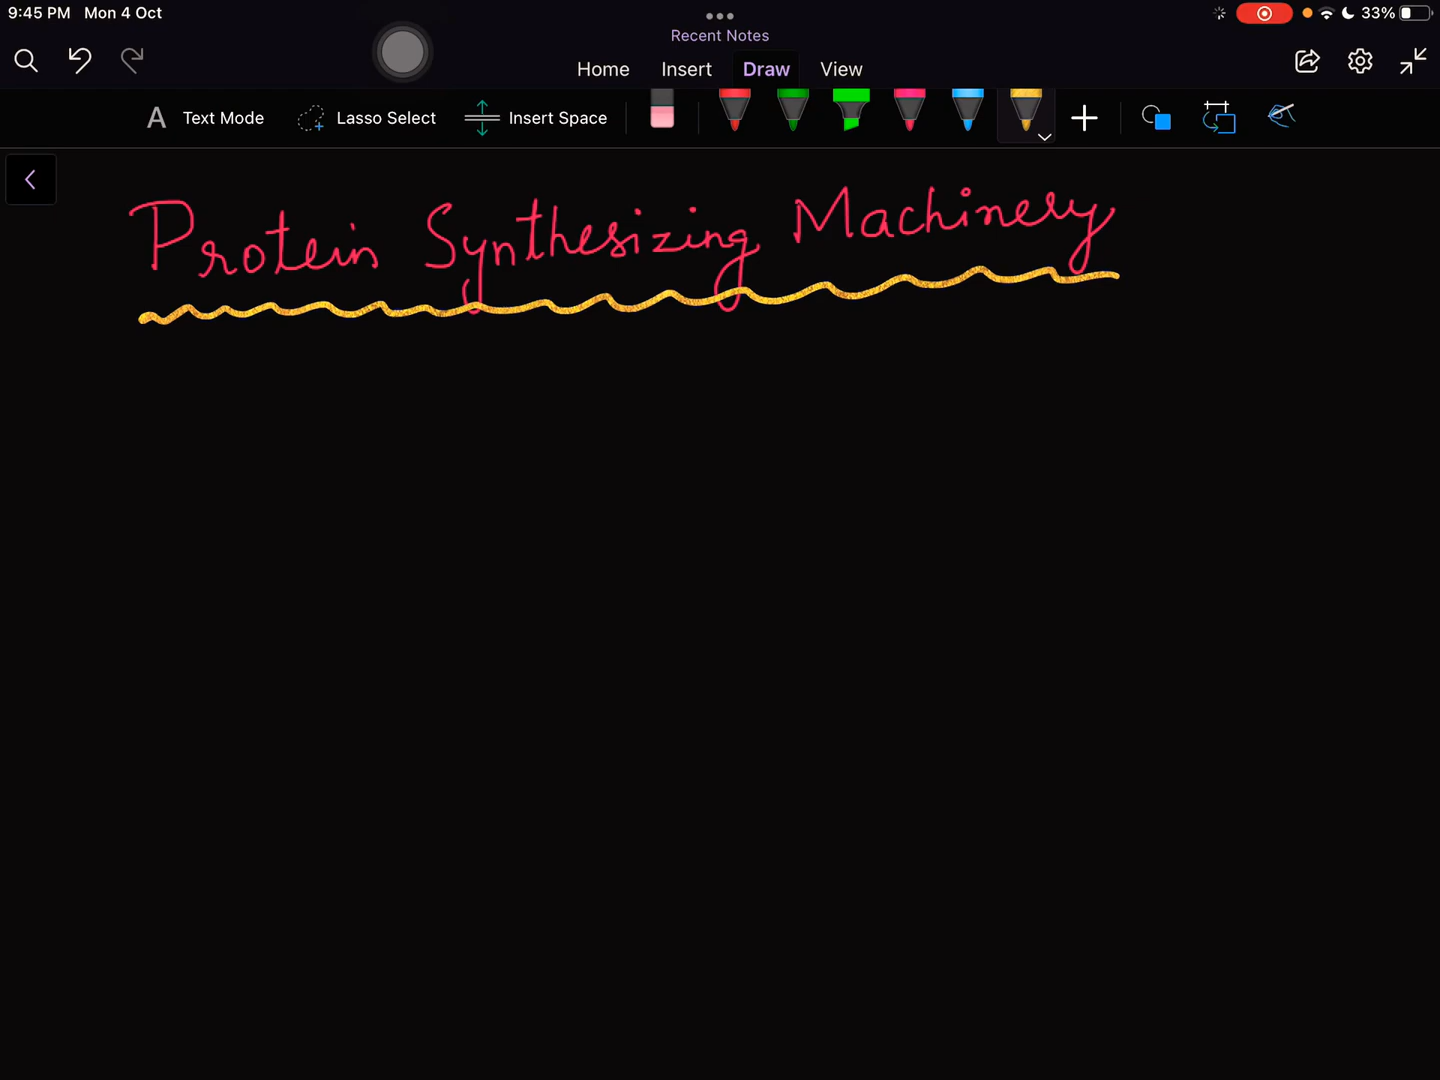 9:45 PM Mon 4 Oct 33%
Recent Notes
Home Insert Draw View
A Text Mode Lasso Select Insert Space
Protein Synthesizing Machinery